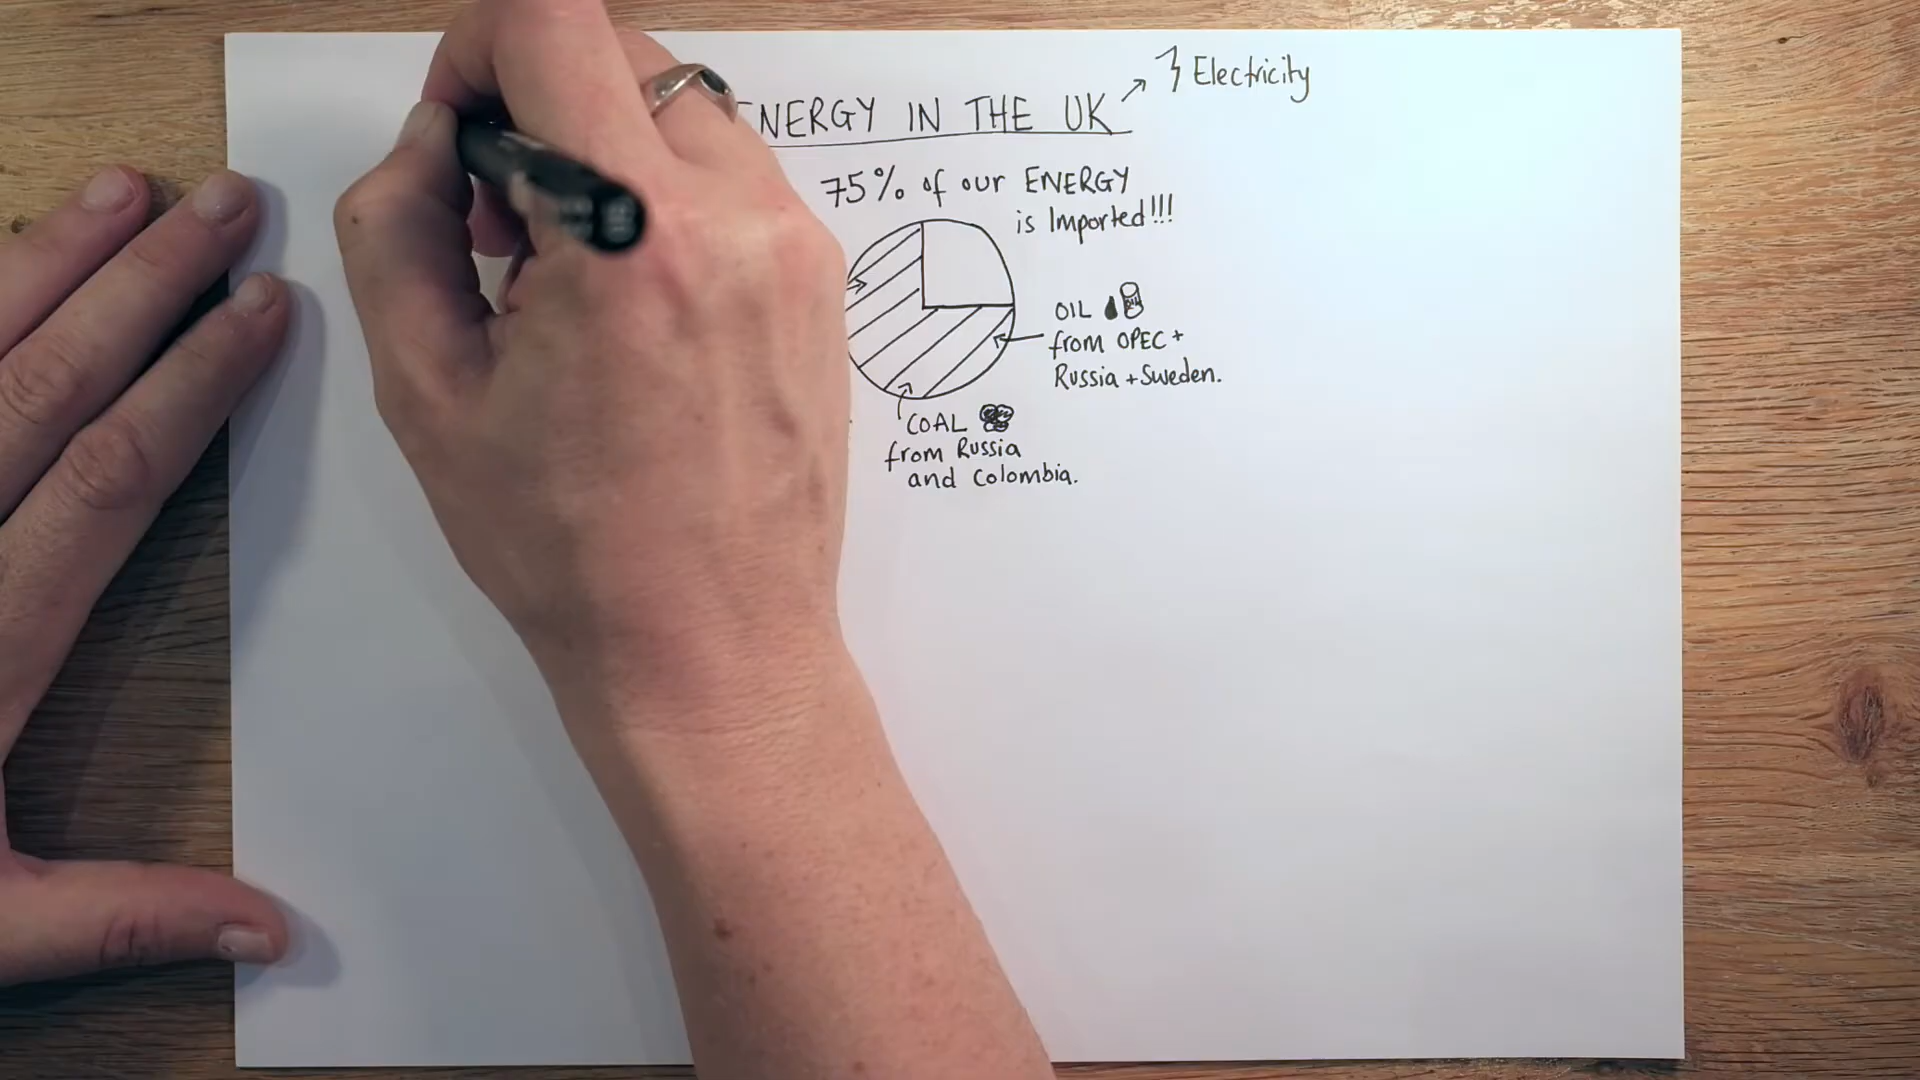 Electricity
ENERGY IN THE UK
75% of our ENERGY
is Imported!!!
OIL
from OPEC +
Russia + Sweden.
COAL
from Russia
and Colombia.